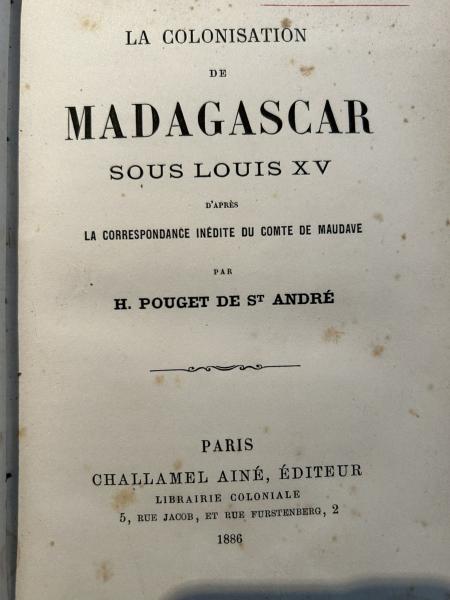 LA COLONISATION
DE
MADAGASCAR
SOUS LOUIS XV
D'APRÈS
LA CORRESPONDANCE INÉDITE DU COMTE DE MAUDAVE
PAR
H. POUGET DE ST ANDRÉ
PARIS
CHALLAMEL AINÉ, ÉDITEUR
LIBRAIRIE COLONIALE
5, RUE JACOB, ET RUE FURSTENBERG, 2
1886